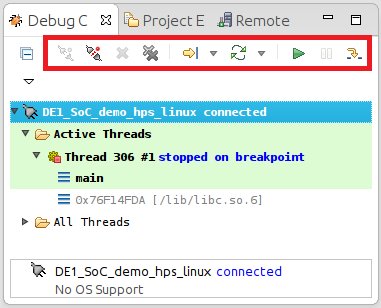 Debug C Project E Remote
DE1_SoC_demo_hps_linux connected
Active Threads
Thread 306 #1 stopped on breakpoint
main
0x76F14FDA [/lib/libc.so.6]
All Threads
DE1_SoC_demo_hps_linux connected
No OS Support